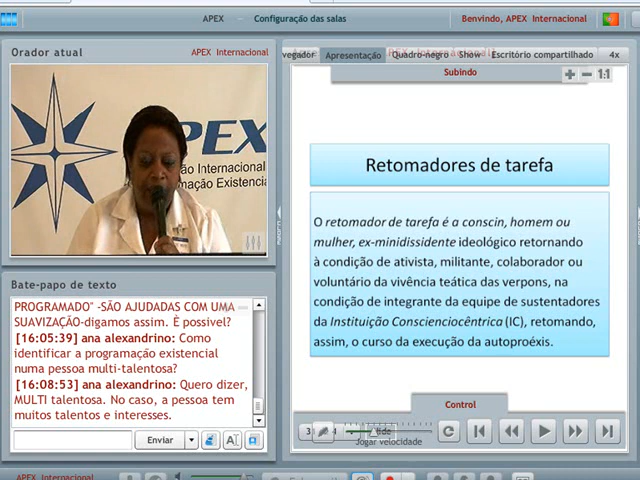 APEX – Configuração das salas
Benvindo, APEX Internacional
Orador atual
APEX Internacional
vegador
Apresentação
Quadro-negro
Show
Escritório compartilhado
4x
Subindo
1:1
PEX
ão Internacional
mação Existencia
Retomadores de tarefa
O retomador de tarefa é a conscin, homem ou
mulher, ex-minidissidente ideológico retornando
à condição de ativista, militante, colaborador ou
voluntário da vivência teática das verpons, na
condição de integrante da equipe de sustentadores
da Instituição Conscienciocêntrica (IC), retomando,
assim, o curso da execução da autoproéxis.
Bate-papo de texto
PROGRAMADO" -SÃO AJUDADAS COM UMA
SUAVIZAÇÃO-digamos assim. È possivel?
[16:05:39] ana alexandrino: Como
identificar a programação existencial
numa pessoa multi-talentosa?
[16:08:53] ana alexandrino: Quero dizer,
MULTI talentosa. No caso, a pessoa tem
muitos talentos e interesses.
Enviar
Control
Jogar velocidade
APEX Internacional